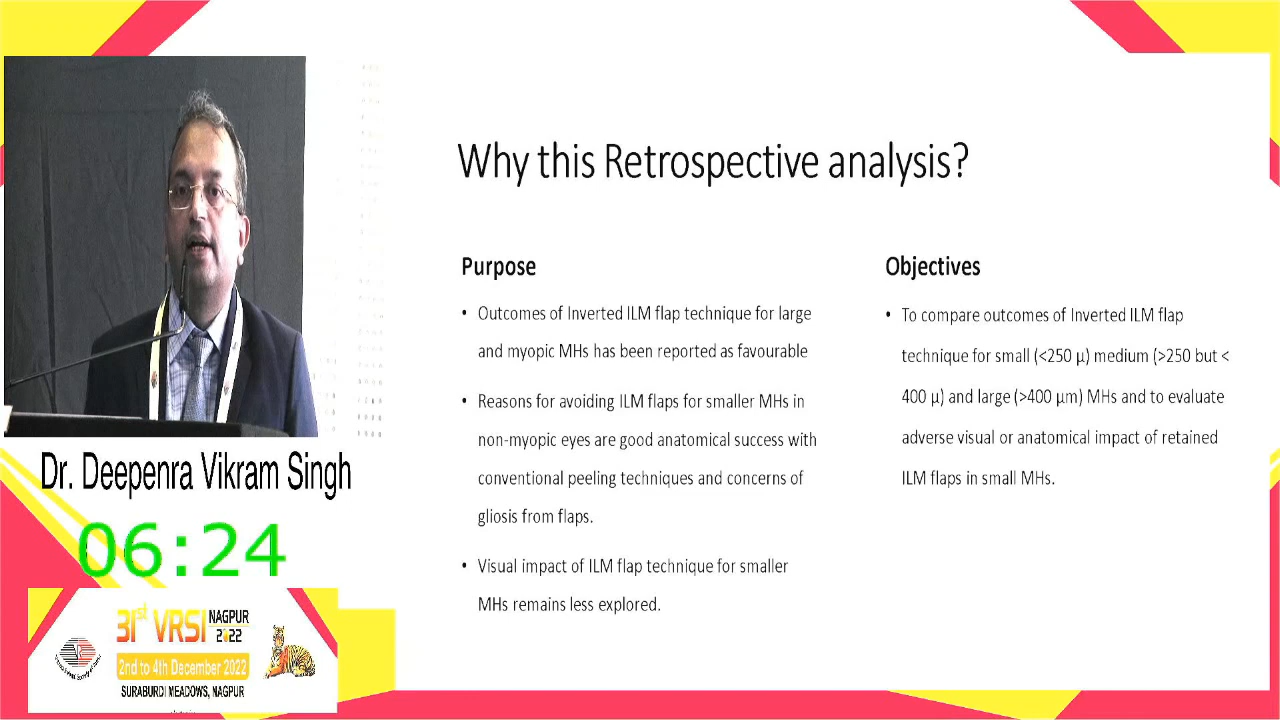 Why this Retrospective analysis?
Purpose
• Outcomes of Inverted ILM flap technique for large
and myopic MHs has been reported as favourable
• Reasons for avoiding ILM flaps for smaller MHs in
non-myopic eyes are good anatomical success with
conventional peeling techniques and concerns of
gliosis from flaps.
• Visual impact of ILM flap technique for smaller
MHs remains less explored.
Objectives
• To compare outcomes of Inverted ILM flap
technique for small (<250 µ) medium (>250 but <
400 µ) and large (>400 µm) MHs and to evaluate
adverse visual or anatomical impact of retained
ILM flaps in small MHs.
Dr. Deepenra Vikram Singh
06:24
31st VRSI NAGPUR
2022
2nd to 4th December 2022
SURABURDI MEADOWS, NAGPUR